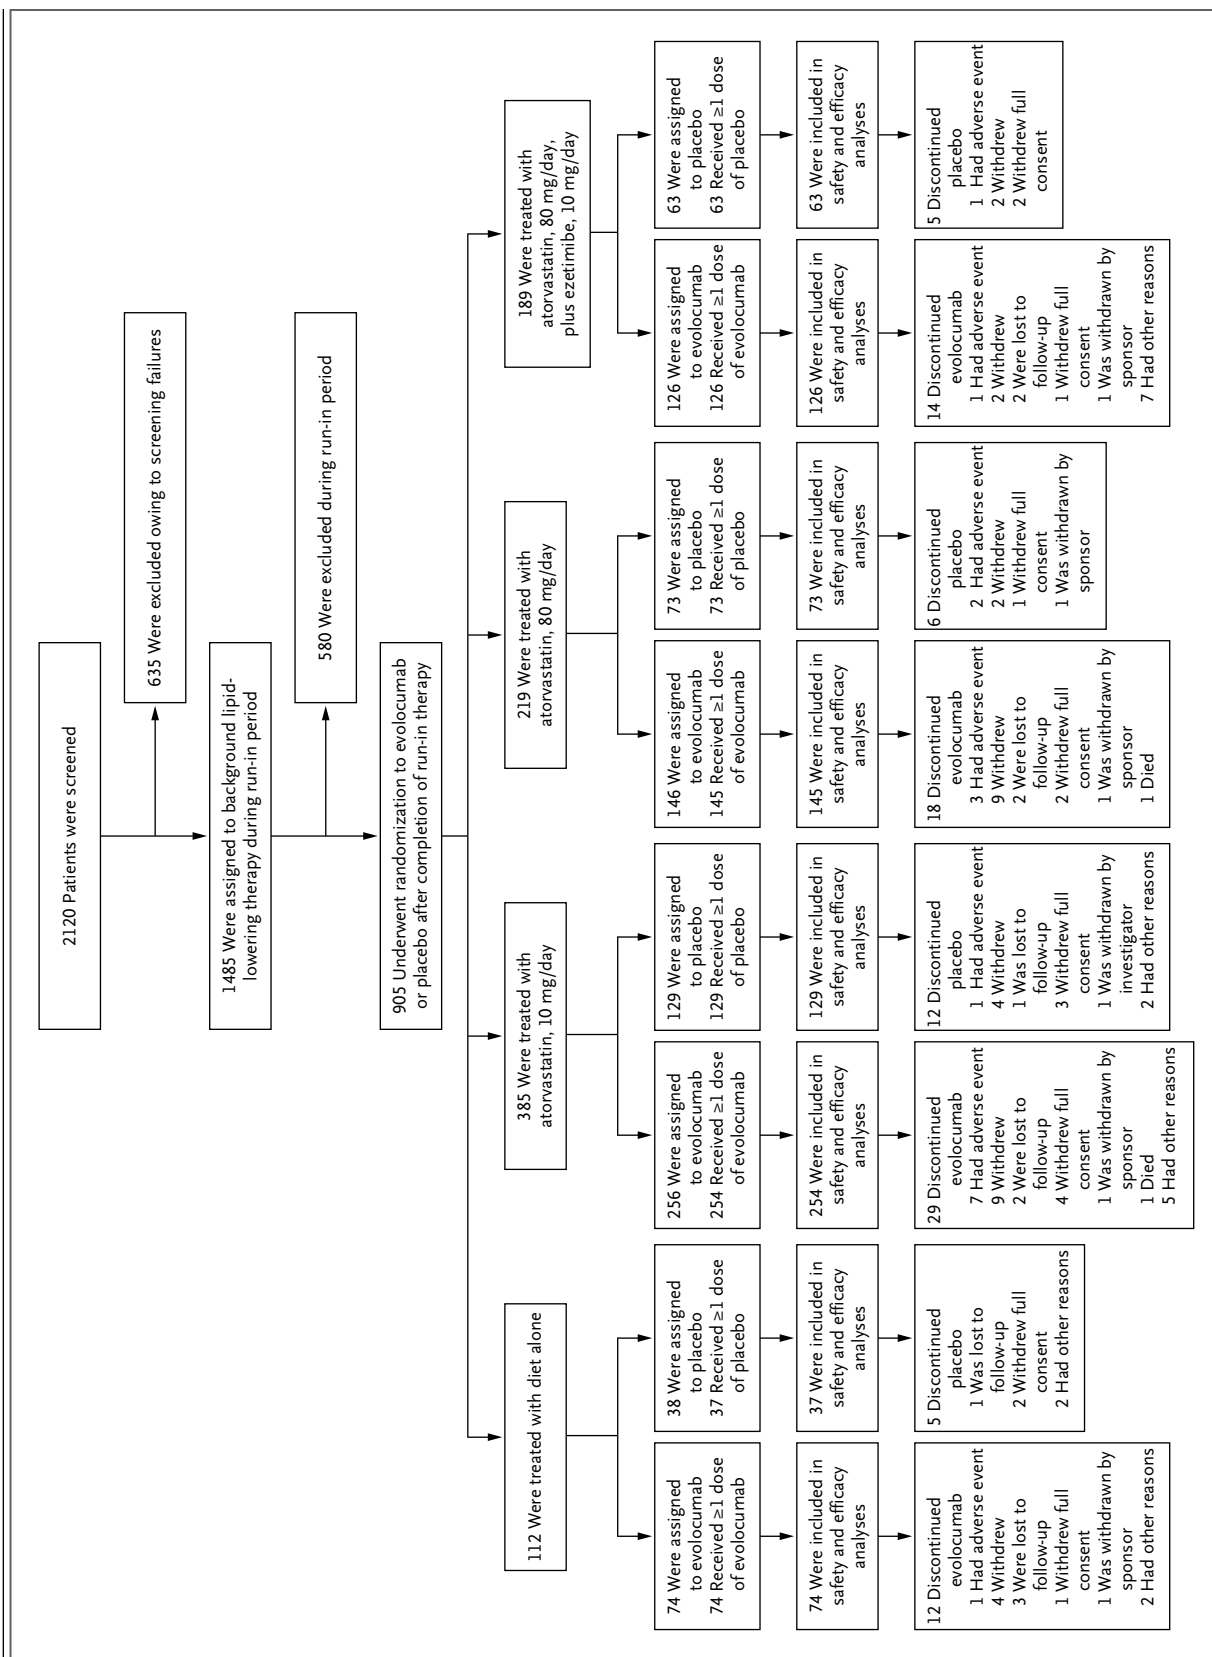 2120 Patients were screened
635 Were excluded owing to screening failures
1485 Were assigned to background lipid-
lowering therapy during run-in period
580 Were excluded during run-in period
905 Underwent randomization to evolocumab
or placebo after completion of run-in therapy
112 Were treated with diet alone
385 Were treated with
atorvastatin, 10 mg/day
219 Were treated with
atorvastatin, 80 mg/day
189 Were treated with
atorvastatin, 80 mg/day,
plus ezetimibe, 10 mg/day
74 Were assigned
to evolocumab
74 Received ≥1 dose
of evolocumab
38 Were assigned
to placebo
37 Received ≥1 dose
of placebo
256 Were assigned
to evolocumab
254 Received ≥1 dose
of evolocumab
129 Were assigned
to placebo
129 Received ≥1 dose
of placebo
146 Were assigned
to evolocumab
145 Received ≥1 dose
of evolocumab
73 Were assigned
to placebo
73 Received ≥1 dose
of placebo
126 Were assigned
to evolocumab
126 Received ≥1 dose
of evolocumab
63 Were assigned
to placebo
63 Received ≥1 dose
of placebo
74 Were included in
safety and efficacy
analyses
37 Were included in
safety and efficacy
analyses
254 Were included in
safety and efficacy
analyses
129 Were included in
safety and efficacy
analyses
145 Were included in
safety and efficacy
analyses
73 Were included in
safety and efficacy
analyses
126 Were included in
safety and efficacy
analyses
63 Were included in
safety and efficacy
analyses
12 Discontinued
evolocumab
1 Had adverse event
4 Withdrew
3 Were lost to
follow-up
1 Withdrew full
consent
1 Was withdrawn by
sponsor
2 Had other reasons
5 Discontinued
placebo
1 Was lost to
follow-up
2 Withdrew full
consent
2 Had other reasons
29 Discontinued
evolocumab
7 Had adverse event
9 Withdrew
2 Were lost to
follow-up
4 Withdrew full
consent
1 Was withdrawn by
sponsor
1 Died
5 Had other reasons
12 Discontinued
placebo
1 Had adverse event
4 Withdrew
1 Was lost to
follow-up
3 Withdrew full
consent
1 Was withdrawn by
investigator
2 Had other reasons
18 Discontinued
evolocumab
3 Had adverse event
9 Withdrew
2 Were lost to
follow-up
2 Withdrew full
consent
1 Was withdrawn by
sponsor
1 Died
6 Discontinued
placebo
2 Had adverse event
2 Withdrew
1 Withdrew full
consent
1 Was withdrawn by
sponsor
14 Discontinued
evolocumab
1 Had adverse event
2 Withdrew
2 Were lost to
follow-up
1 Withdrew full
consent
1 Was withdrawn by
sponsor
7 Had other reasons
5 Discontinued
placebo
1 Had adverse event
2 Withdrew
2 Withdrew full
consent